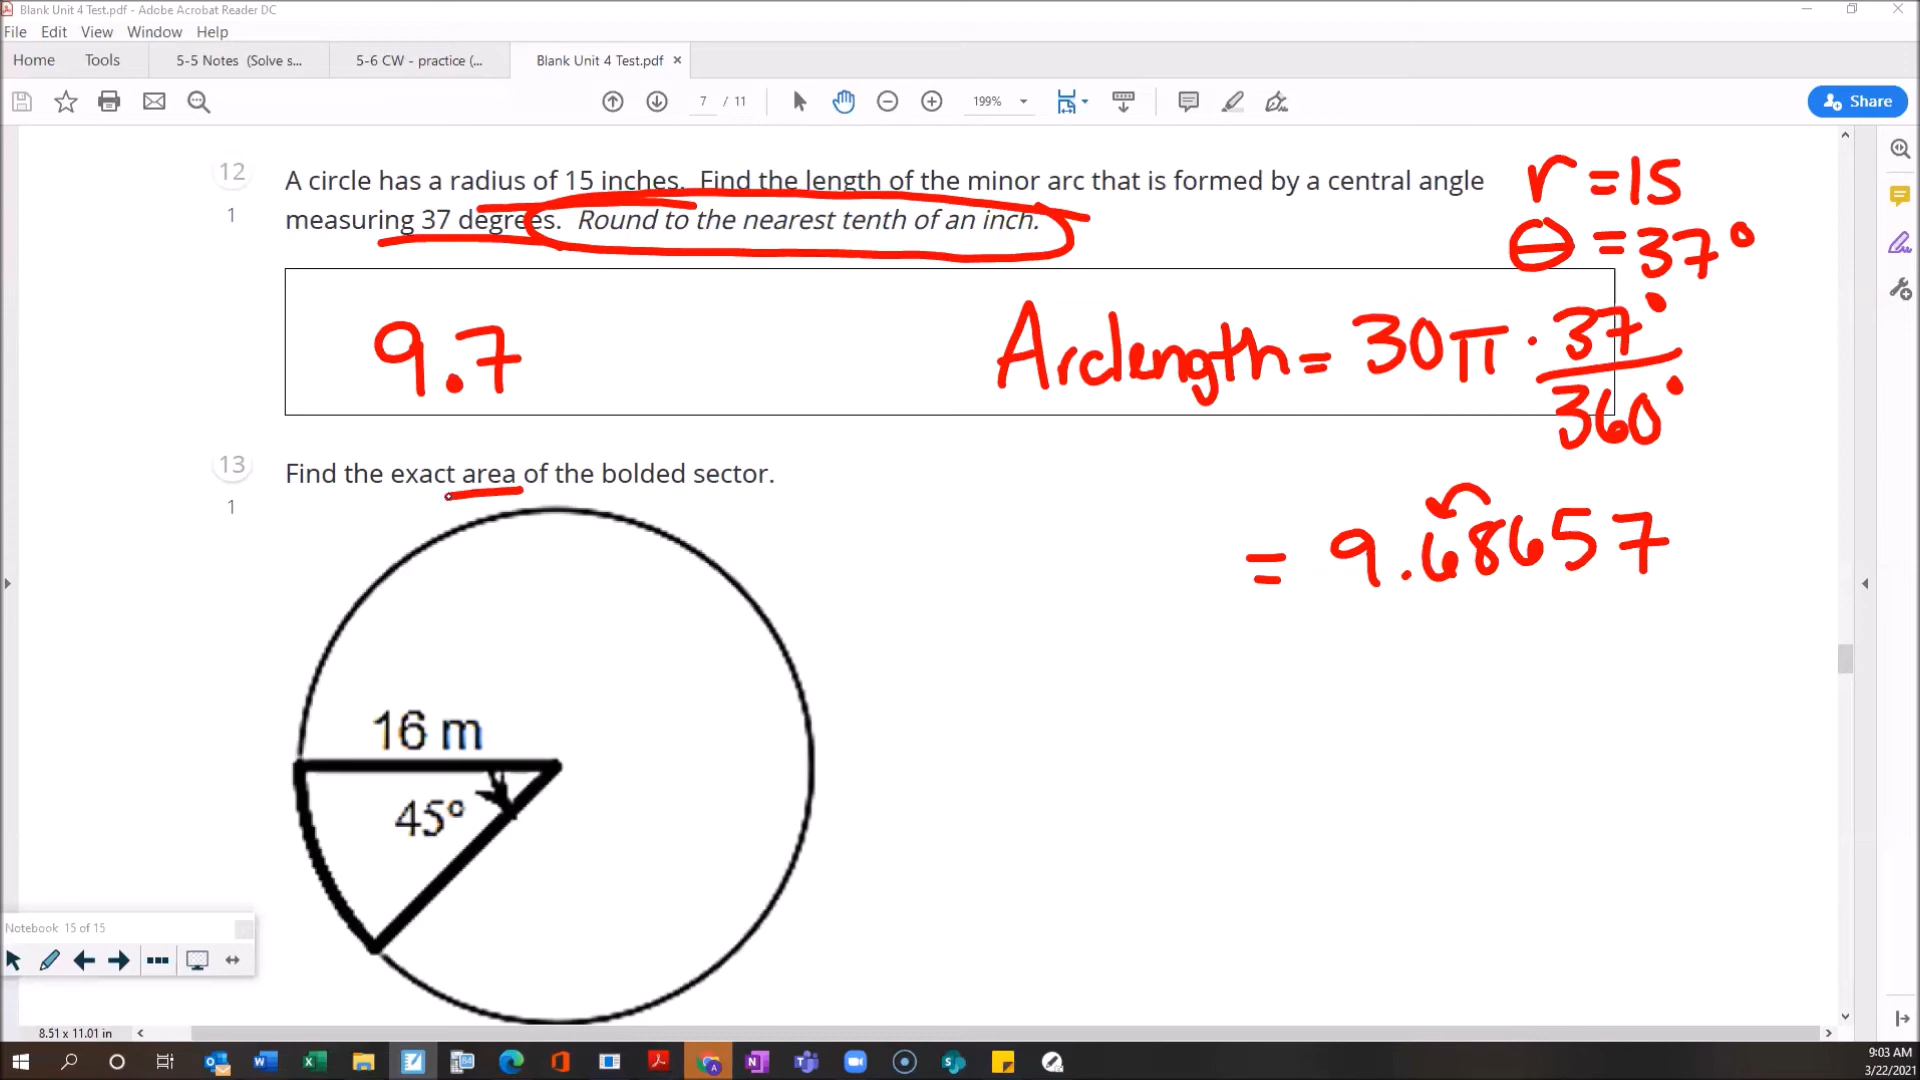 Blank Unit 4 Test.pdf - Adobe Acrobat Reader DC
File Edit View Window Help
Home Tools 5-5 Notes (Solve s... 5-6 CW - practice (... Blank Unit 4 Test.pdf ×
7 / 11 199% Share
12 A circle has a radius of 15 inches. Find the length of the minor arc that is formed by a central angle
1 measuring 37 degrees. Round to the nearest tenth of an inch.
r = 15
θ = 37°
9.7 Arclength = 30π · 37°/360°
13 Find the exact area of the bolded sector.
1
= 9.68657
16 m
45º
Notebook 15 of 15
8.51 x 11.01 in
9:03 AM
3/22/2021